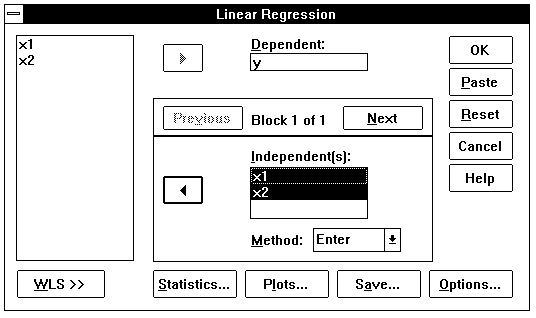 Linear Regression
x1
x2
Dependent:
y
Previous
Block 1 of 1
Next
Independent(s):
x1
x2
Method:
Enter
OK
Paste
Reset
Cancel
Help
WLS >>
Statistics...
Plots...
Save...
Options...